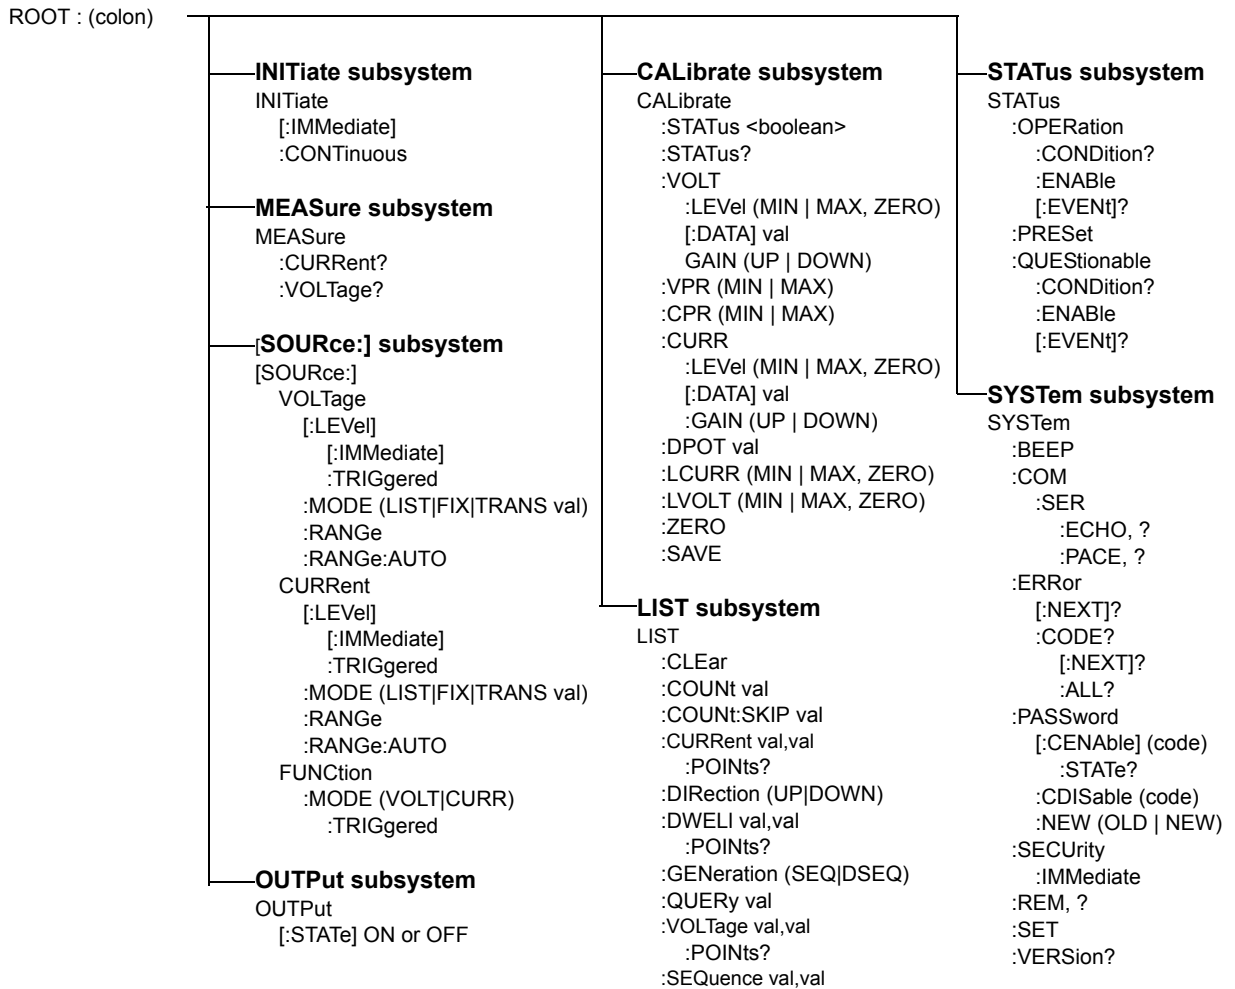 ROOT : (colon)
INITiate subsystem
INITiate
[:IMMediate]
:CONTinuous
MEASure subsystem
MEASure
:CURRent?
:VOLTage?
[SOURce:] subsystem
[SOURce:]
VOLTage
[:LEVel]
[:IMMediate]
:TRIGgered
:MODE (LIST|FIX|TRANS val)
:RANGe
:RANGe:AUTO
CURRent
[:LEVel]
[:IMMediate]
:TRIGgered
:MODE (LIST|FIX|TRANS val)
:RANGe
:RANGe:AUTO
FUNCtion
:MODE (VOLT|CURR)
:TRIGgered
OUTPut subsystem
OUTPut
[:STATe] ON or OFF
CALibrate subsystem
CALibrate
:STATus <boolean>
:STATus?
:VOLT
:LEVel (MIN | MAX, ZERO)
[:DATA] val
GAIN (UP | DOWN)
:VPR (MIN | MAX)
:CPR (MIN | MAX)
:CURR
:LEVel (MIN | MAX, ZERO)
[:DATA] val
:GAIN (UP | DOWN)
:DPOT val
:LCURR (MIN | MAX, ZERO)
:LVOLT (MIN | MAX, ZERO)
:ZERO
:SAVE
LIST subsystem
LIST
:CLEar
:COUNt val
:COUNt:SKIP val
:CURRent val,val
:POINts?
:DIRection (UP|DOWN)
:DWELl val,val
:POINts?
:GENeration (SEQ|DSEQ)
:QUERy val
:VOLTage val,val
:POINts?
:SEQuence val,val
STATus subsystem
STATus
:OPERation
:CONDition?
:ENABle
[:EVENt]?
:PRESet
:QUEStionable
:CONDition?
:ENABle
[:EVENt]?
SYSTem subsystem
SYSTem
:BEEP
:COM
:SER
:ECHO, ?
:PACE, ?
:ERRor
[:NEXT]?
:CODE?
[:NEXT]?
:ALL?
:PASSword
[:CENAble] (code)
:STATe?
:CDISable (code)
:NEW (OLD | NEW)
:SECUrity
:IMMediate
:REM, ?
:SET
:VERSion?